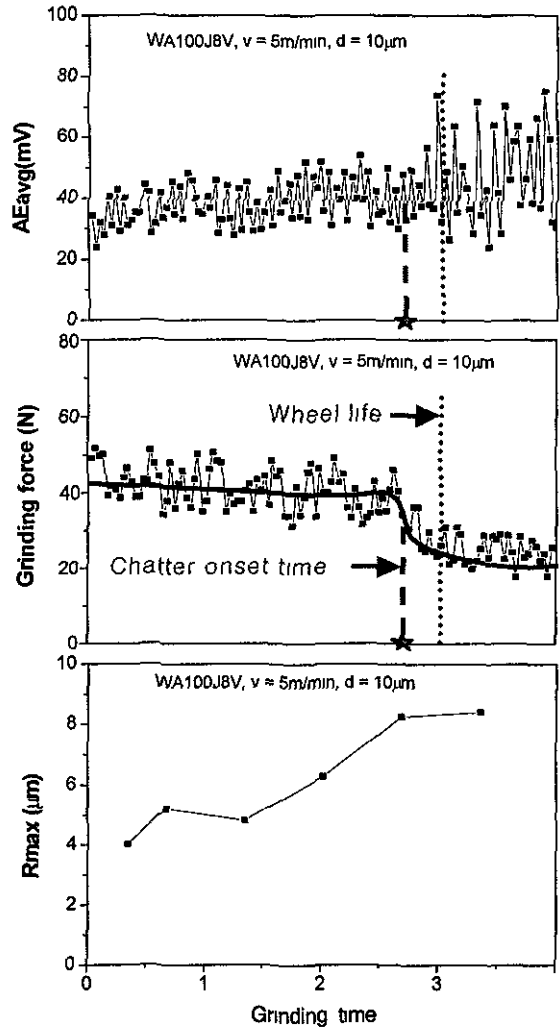 100
80
60
40
20
0
AEavg(mV)
WA100J8V, v = 5m/min, d = 10μm
80
60
40
20
0
Grinding force (N)
WA100J8V, v = 5m/min, d = 10μm
Wheel life
Chatter onset time
10
8
6
4
2
0
Rmax (μm)
WA100J8V, v = 5m/min, d = 10μm
0
1
2
3
Grinding time